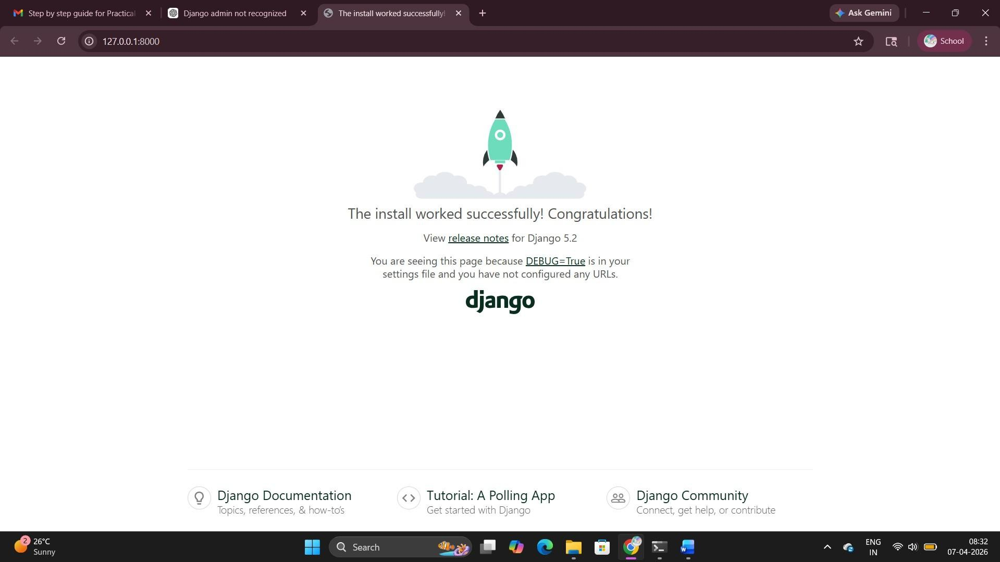 Step by step guide for Practical
Django admin not recognized
The install worked successfully!
Ask Gemini
127.0.0.1:8000
School
The install worked successfully! Congratulations!
View release notes for Django 5.2
You are seeing this page because DEBUG=True is in your
settings file and you have not configured any URLs.
django
Django Documentation
Topics, references, & how-to's
Tutorial: A Polling App
Get started with Django
Django Community
Connect, get help, or contribute
2
26°C
Sunny
Search
W
ENG
IN
08:32
07-04-2026